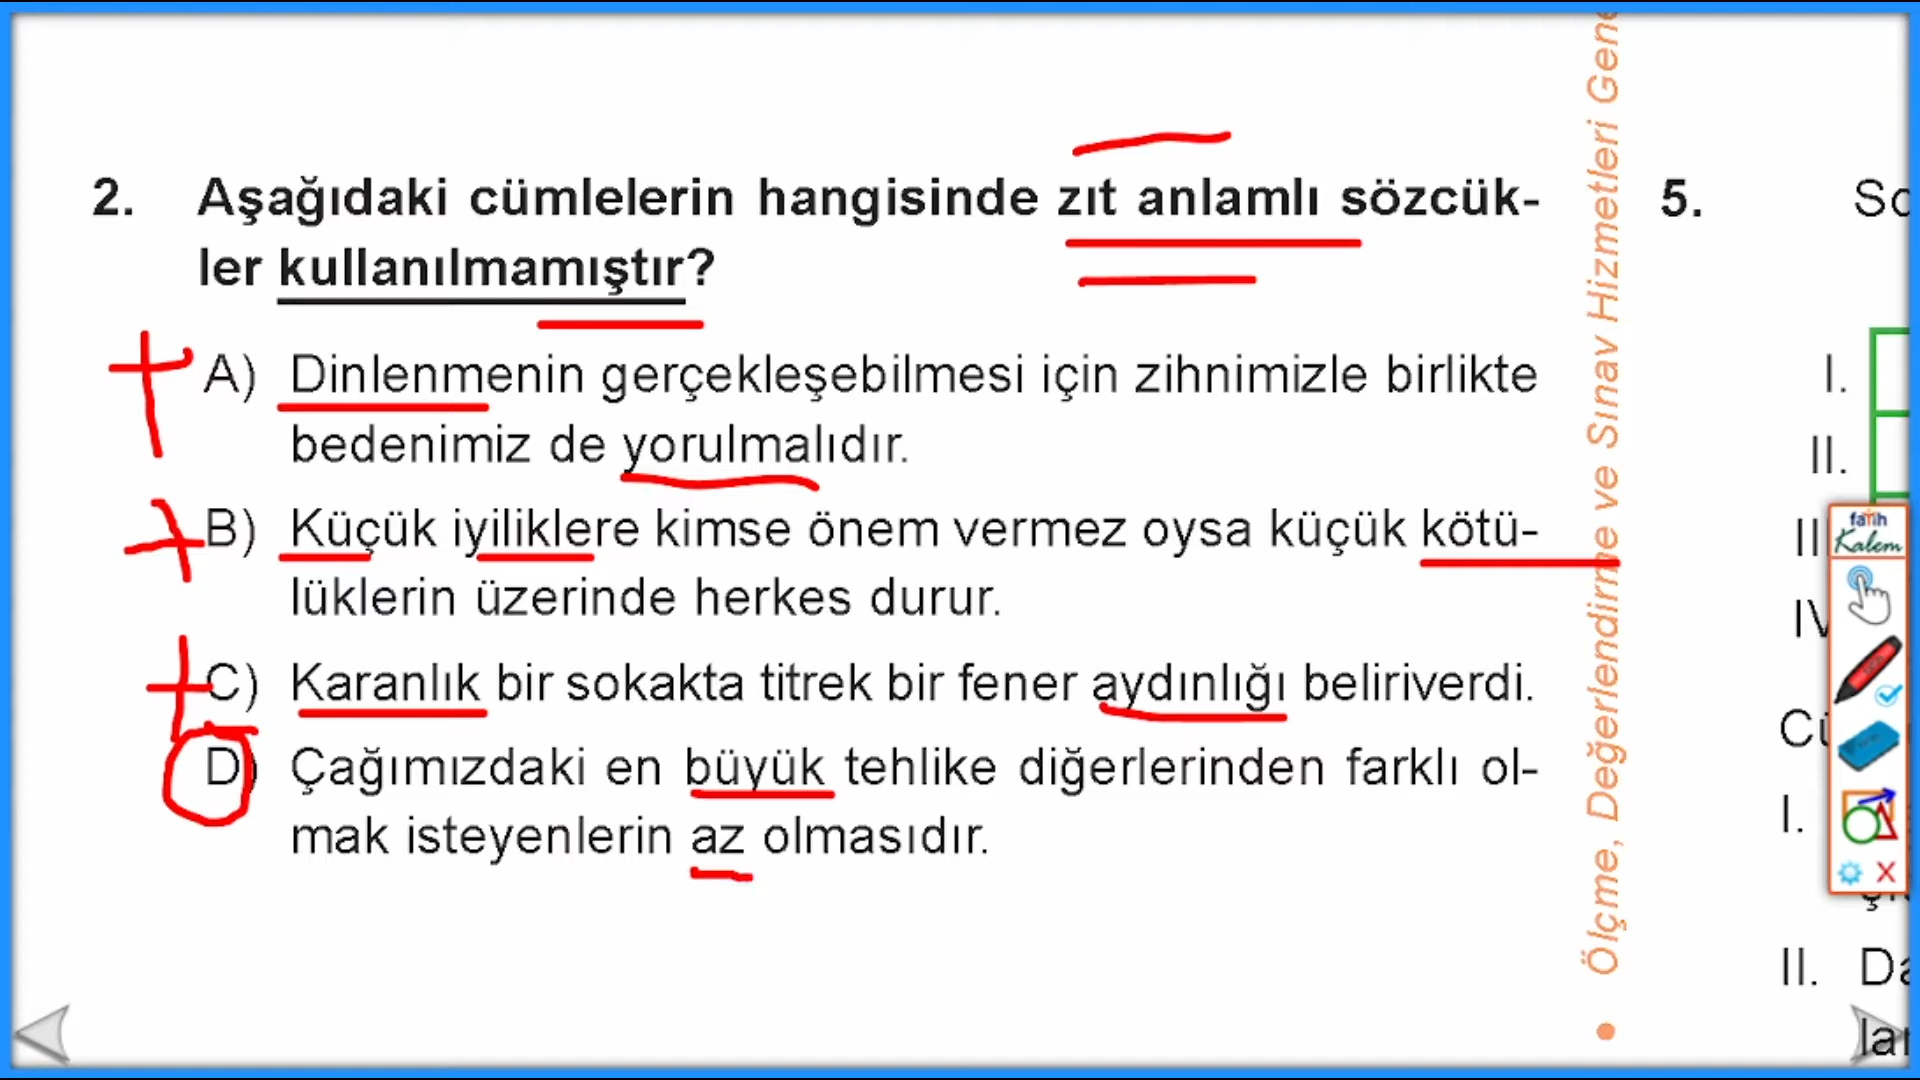 2. Aşağıdaki cümlelerin hangisinde zıt anlamlı sözcük-
ler kullanılmamıştır?
A) Dinlenmenin gerçekleşebilmesi için zihnimizle birlikte
bedenimiz de yorulmalıdır.
B) Küçük iyiliklere kimse önem vermez oysa küçük kötü-
lüklerin üzerinde herkes durur.
C) Karanlık bir sokakta titrek bir fener aydınlığı beliriverdi.
D) Çağımızdaki en büyük tehlike diğerlerinden farklı ol-
mak isteyenlerin az olmasıdır.
• Ölçme, Değerlendirme ve Sınav Hizmetleri Gene
5.
I.
II.
I.
II.
fatih
Kalem